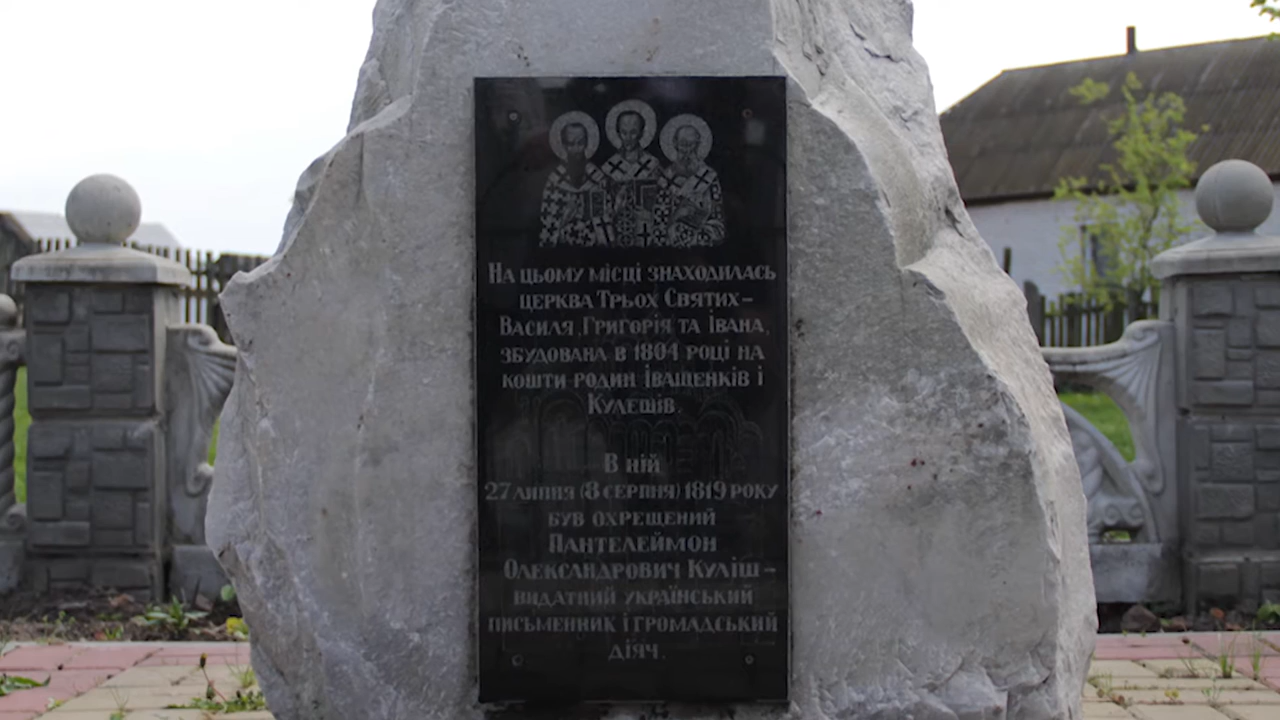 На цьому місці знаходилась
церква Трьох Святих–
Василя, Григорія та Івана,
збудована в 1804 році на
кошти родин Іващенків і
Кулешів.
В ній
27 липня (8 серпня) 1819 року
був охрещений
Пантелеймон
Олександрович Куліш–
видатний український
письменник і громадський
діяч.